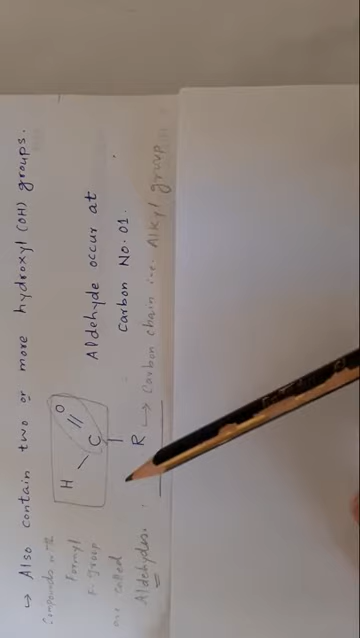 ↳ Also contain two or more hydroxyl (OH) groups.
Compounds
Formyl
F. group
are called
Aldehydes.
H O
C
R ↳ Carbon chain i.e. Alkyl group
Aldehyde occur at
Carbon No. 01.